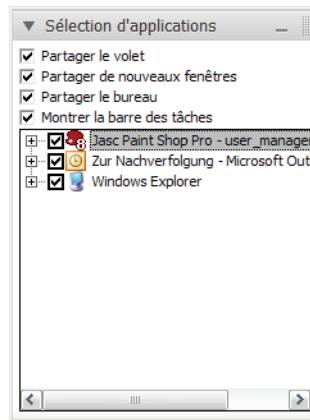 Sélection d'applications
Partager le volet
Partager de nouveaux fenêtres
Partager le bureau
Montrer la barre des tâches
Jasc Paint Shop Pro - user_manager
Zur Nachverfolgung - Microsoft Out
Windows Explorer